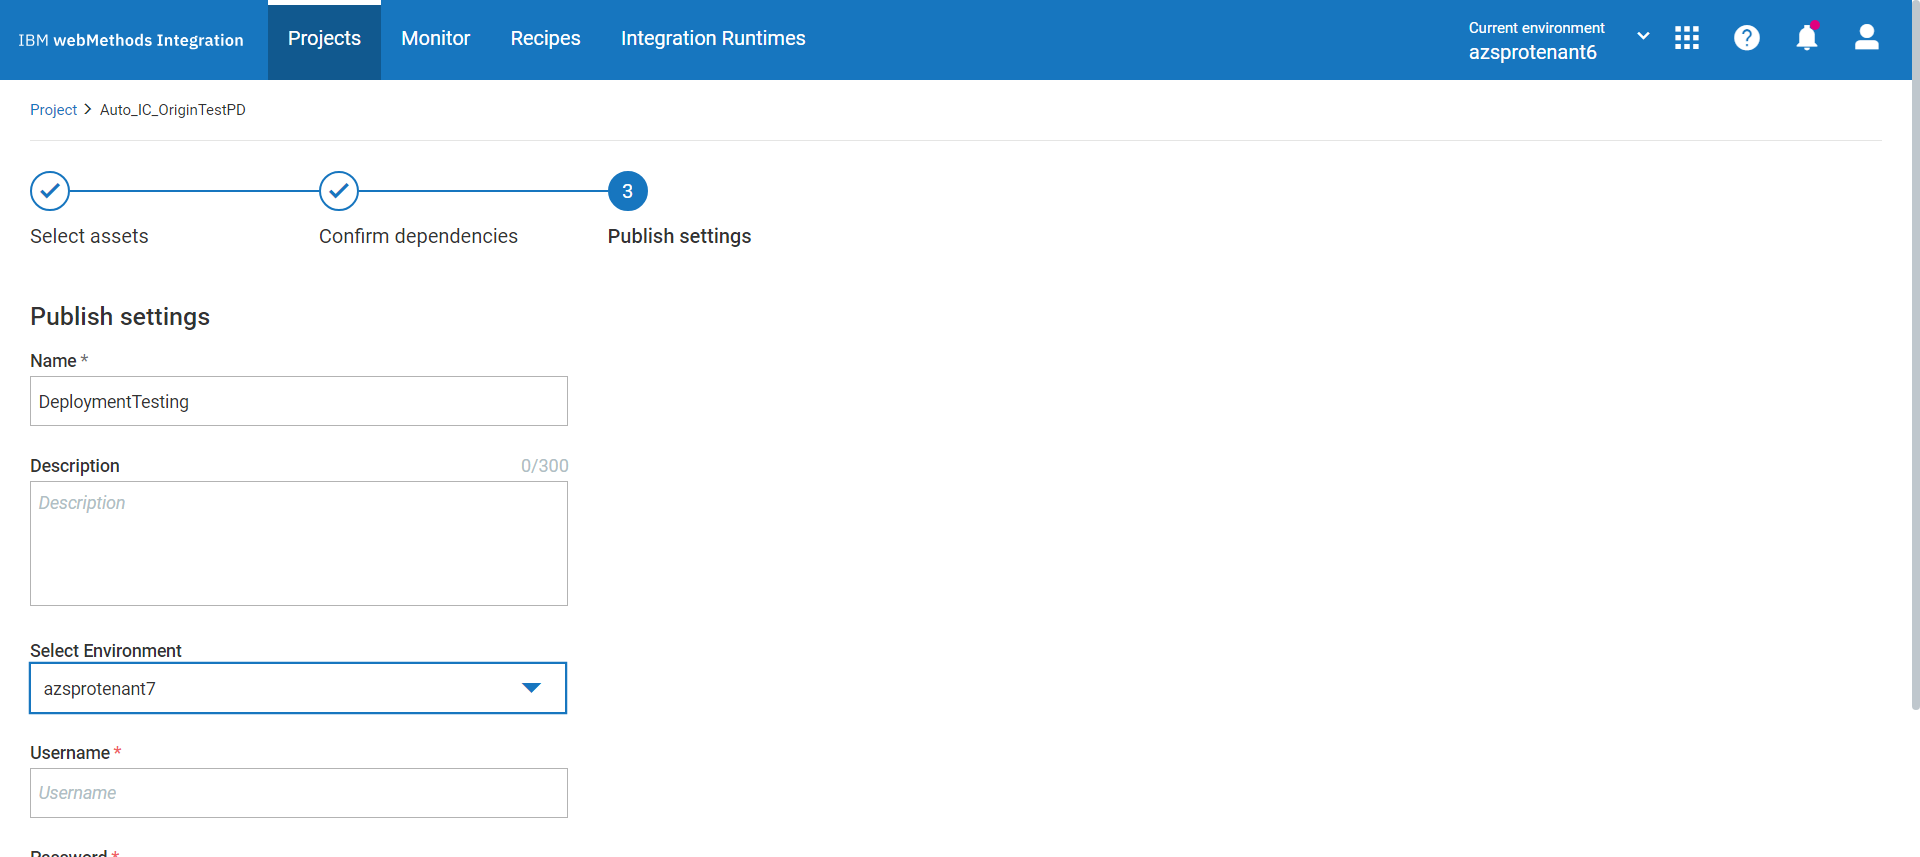 IBM webMethods Integration
Projects
Monitor
Recipes
Integration Runtimes
Current environment
azsprotenant6
?
Project > Auto_IC_OriginTestPD
3
Select assets
Confirm dependencies
Publish settings
Publish settings
Name *
DeploymentTesting
Description
0/300
Description
Select Environment
azsprotenant7
Username *
Username
Password *